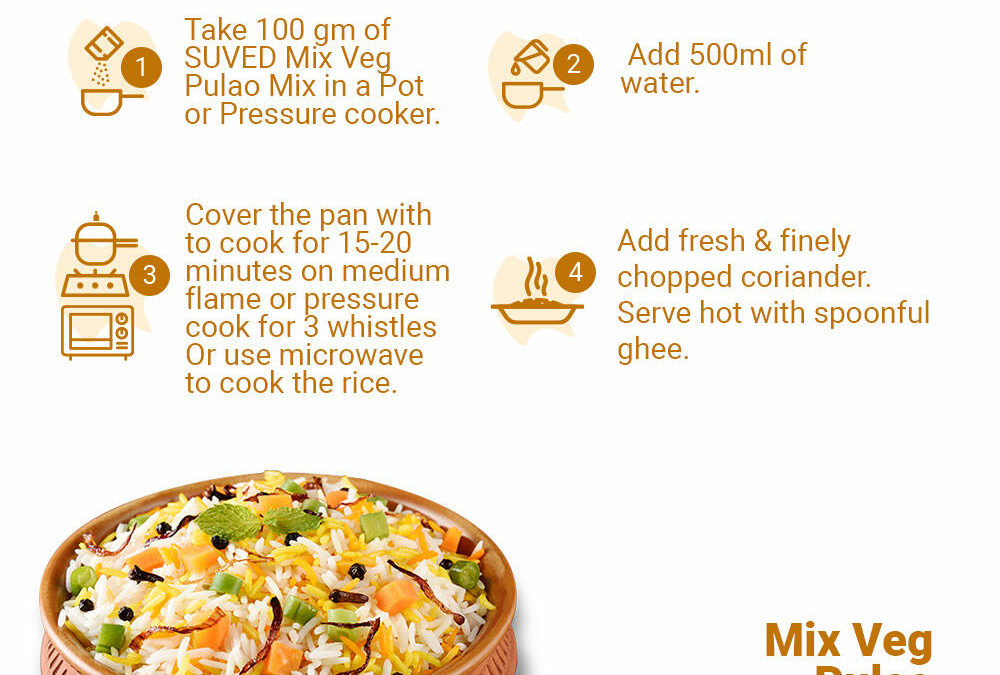 1
Take 100 gm of
SUVED Mix Veg
Pulao Mix in a Pot
or Pressure cooker.
2
Add 500ml of
water.
3
Cover the pan with
to cook for 15-20
minutes on medium
flame or pressure
cook for 3 whistles
Or use microwave
to cook the rice.
4
Add fresh & finely
chopped coriander.
Serve hot with spoonful
ghee.
Mix Veg
Pulao